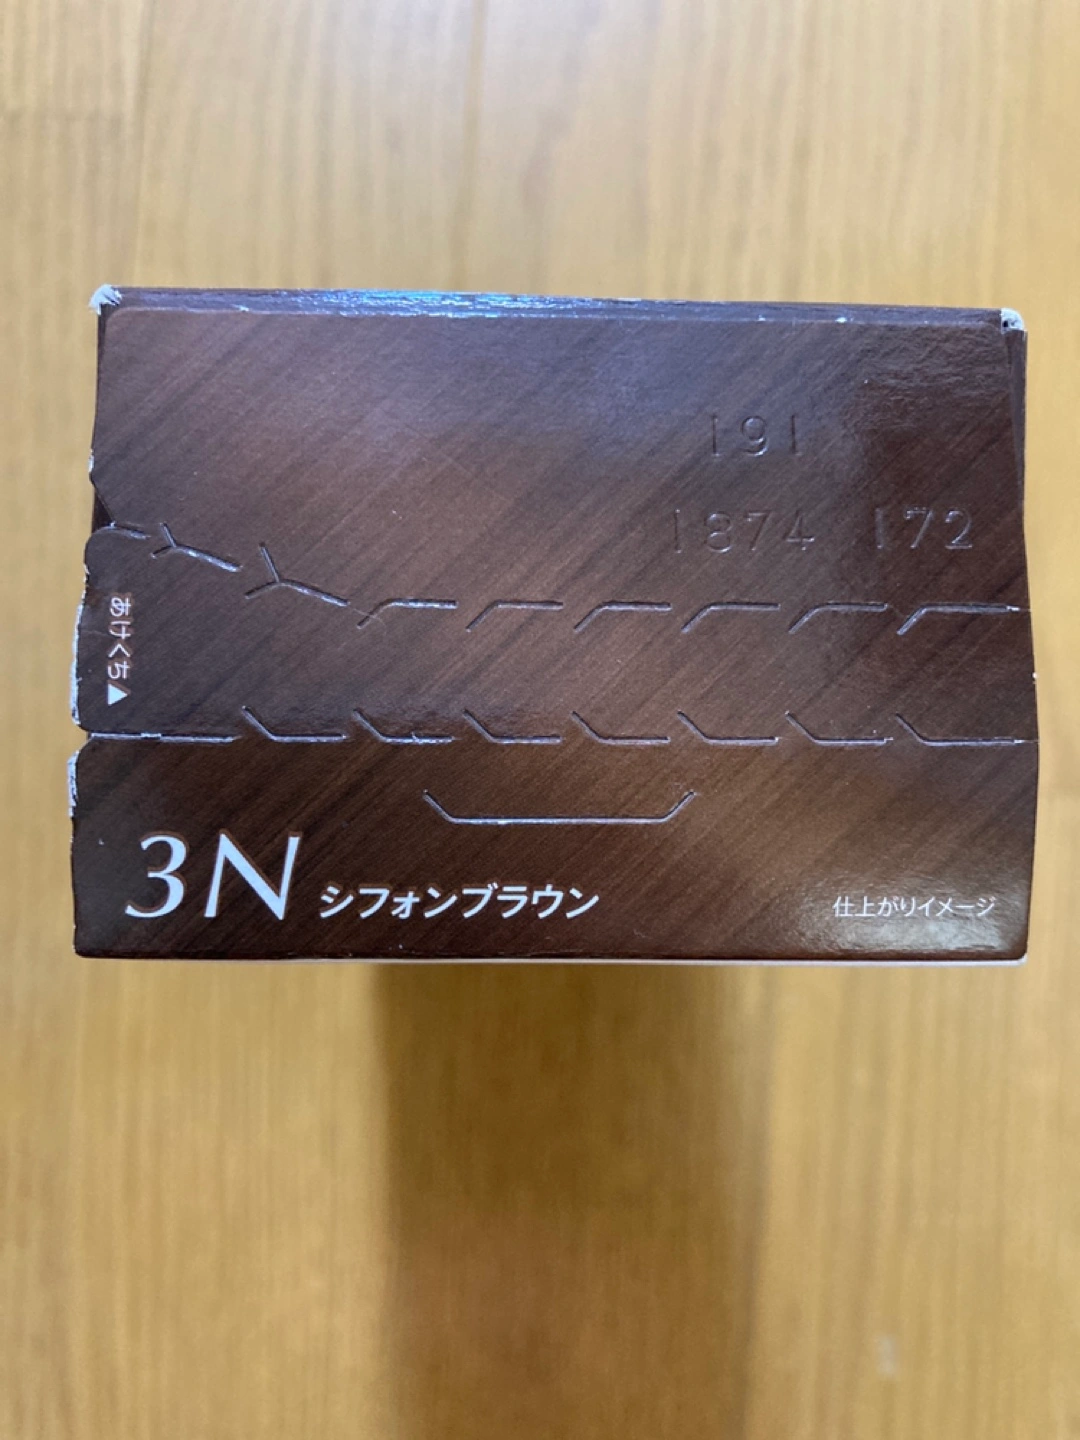 191
1874 172
あけくち▲
3N シフォンブラウン
仕上がりイメージ